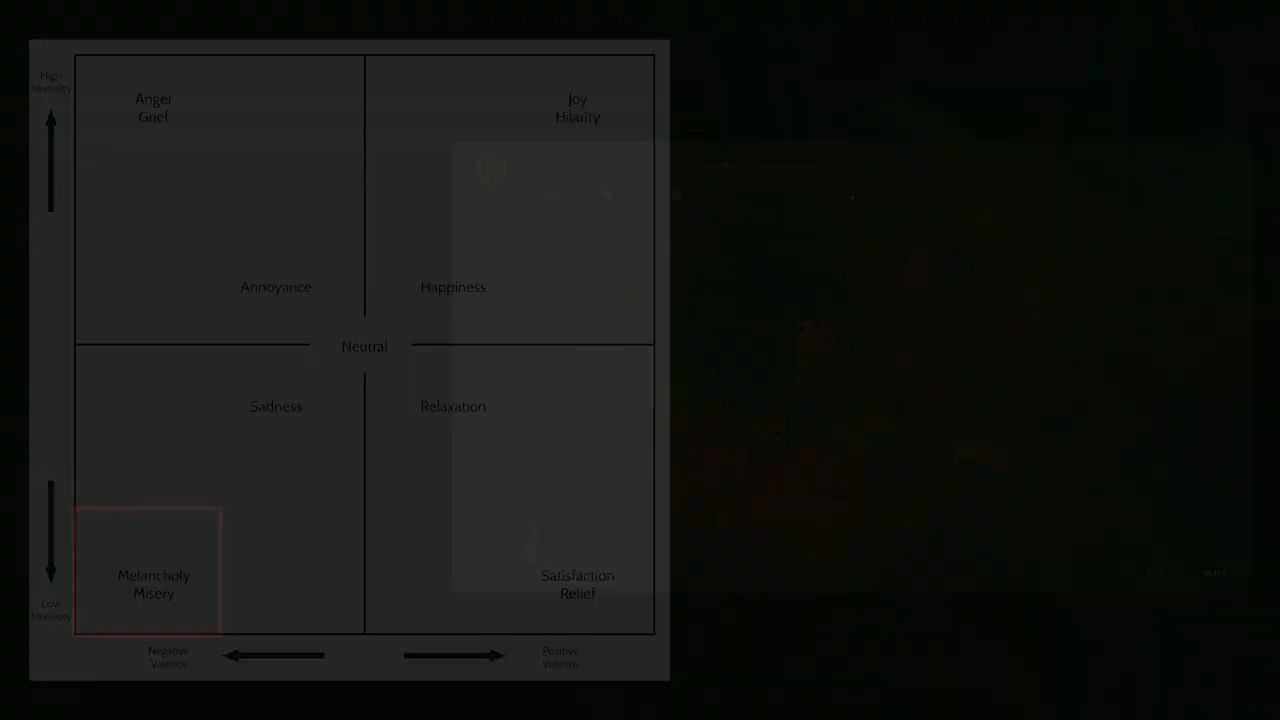 High
Intensity
Anger
Grief
Joy
Hilarity
Annoyance
Happiness
Neutral
Sadness
Relaxation
Melancholy
Misery
Satisfaction
Relief
Low
Intensity
Negative
Valence
Positive
Valence